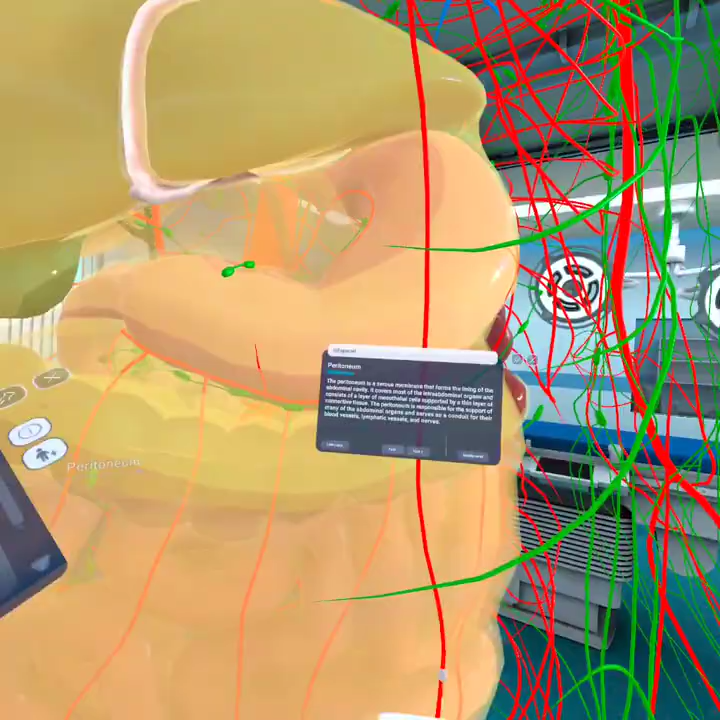 Peritoneum
The peritoneum is a serous membrane that forms the lining of the
abdominal cavity. It covers most of the intraabdominal organs and
consists of a layer of mesothelial cells supported by a thin layer of
connective tissue. The peritoneum is responsible for the support of
many of the abdominal organs and serves as a conduit for their
blood vessels, lymphatic vessels, and nerves.
Peritoneum